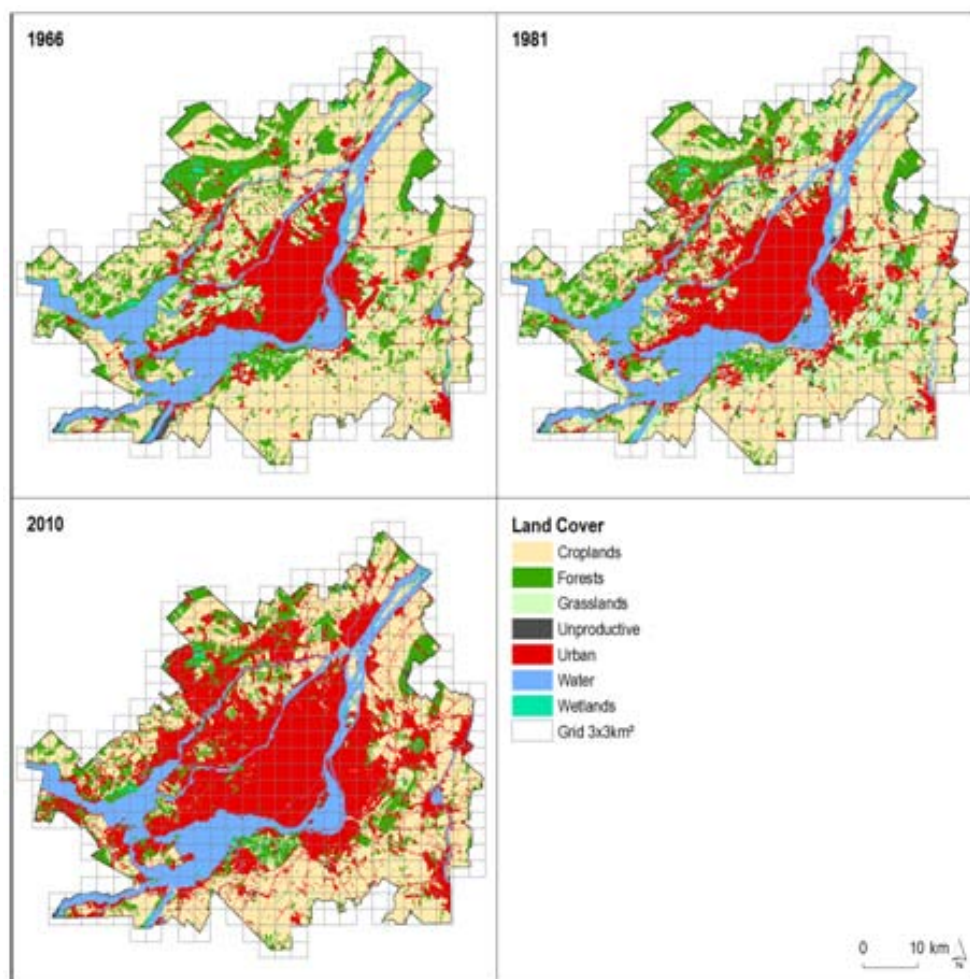 1966
1981
2010
Land Cover
Croplands
Forests
Grasslands
Unproductive
Urban
Water
Wetlands
Grid 3x3km²
0 10 km